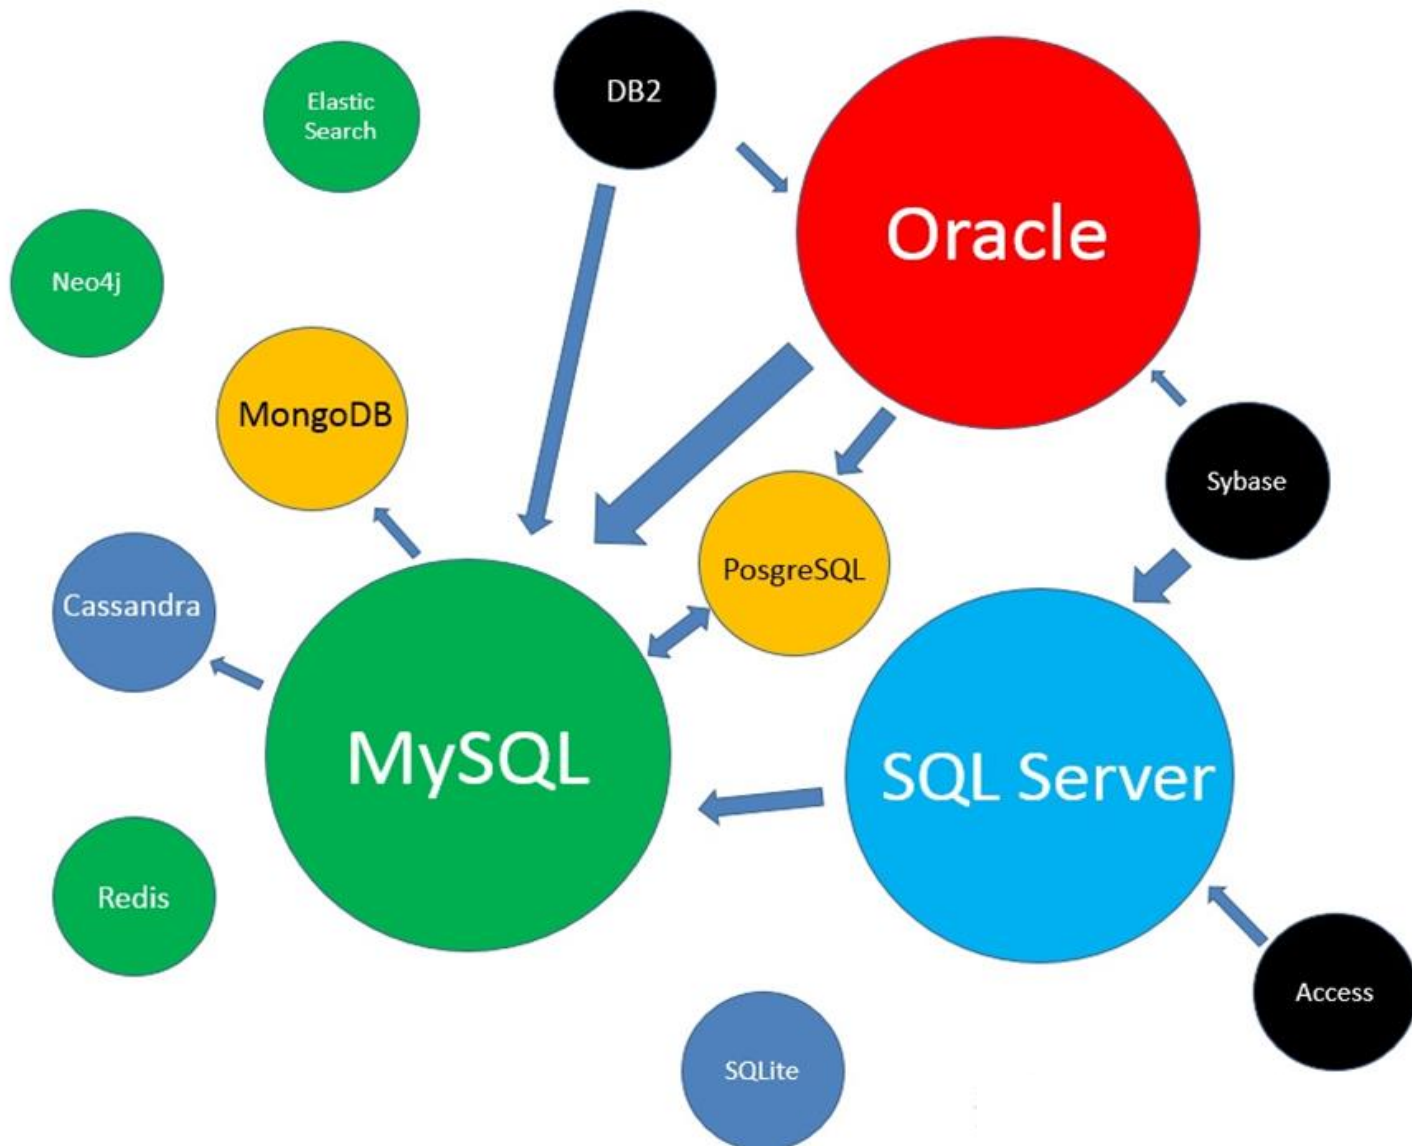 DB2
Elastic
Search
Oracle
Neo4j
MongoDB
Sybase
PosgreSQL
Cassandra
MySQL
SQL Server
Redis
Access
SQLite